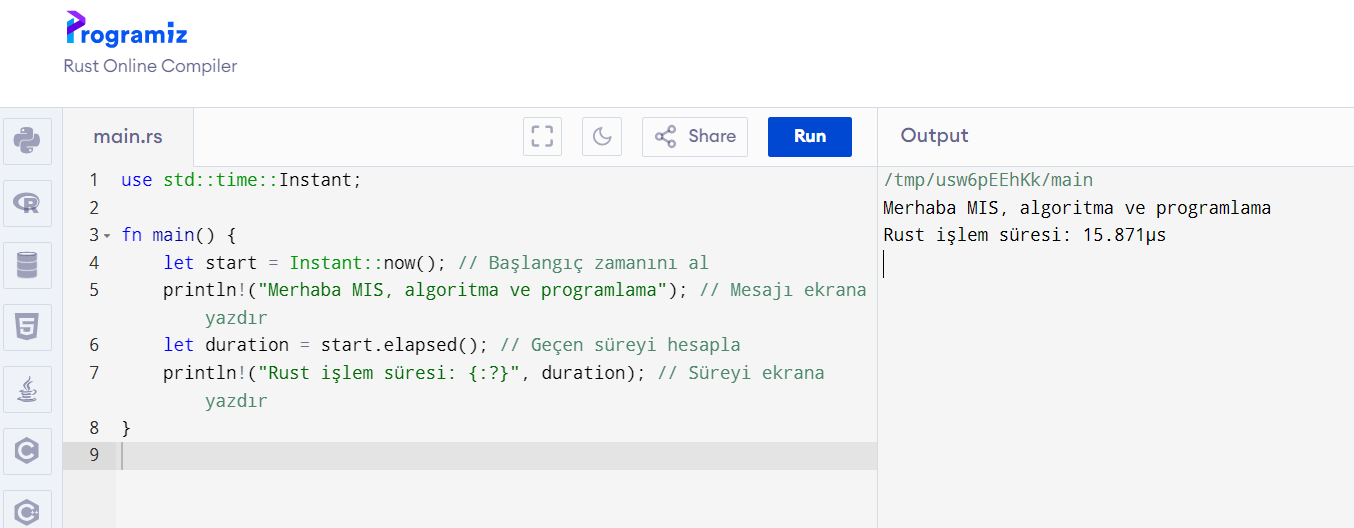 Programiz
Rust Online Compiler
main.rs
Share
Run
Output
1 use std::time::Instant;
2
3 fn main() {
4 let start = Instant::now(); // Başlangıç zamanını al
5 println!("Merhaba MIS, algoritma ve programlama"); // Mesajı ekrana
yazdır
6 let duration = start.elapsed(); // Geçen süreyi hesapla
7 println!("Rust işlem süresi: {:?}", duration); // Süreyi ekrana
yazdır
8 }
9
/tmp/usw6pEEhKk/main
Merhaba MIS, algoritma ve programlama
Rust işlem süresi: 15.871µs